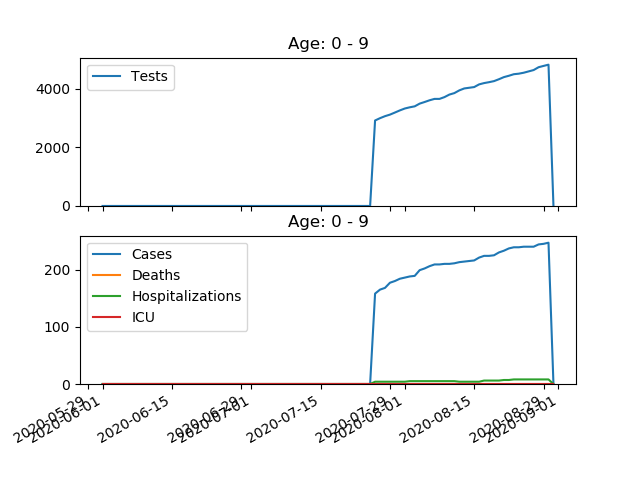 Age: 0 - 9
Tests
4000
2000
0
Age: 0 - 9
Cases
Deaths
Hospitalizations
ICU
200
100
0
2020-05-29
2020-06-01
2020-06-15
2020-06-29
2020-07-01
2020-07-15
2020-07-29
2020-08-01
2020-08-15
2020-08-29
2020-09-01